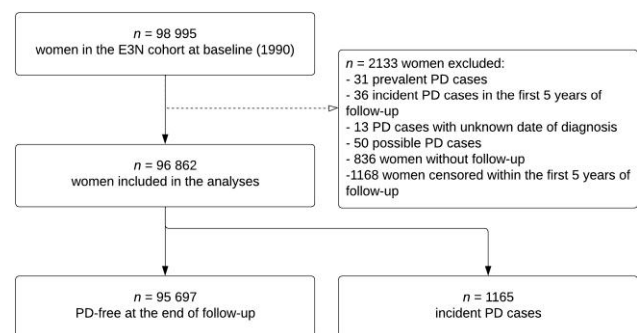 n = 98 995
women in the E3N cohort at baseline (1990)
n = 2133 women excluded:
- 31 prevalent PD cases
- 36 incident PD cases in the first 5 years of
follow-up
- 13 PD cases with unknown date of diagnosis
- 50 possible PD cases
- 836 women without follow-up
-1168 women censored within the first 5 years of
follow-up
n = 96 862
women included in the analyses
n = 95 697
PD-free at the end of follow-up
n = 1165
incident PD cases